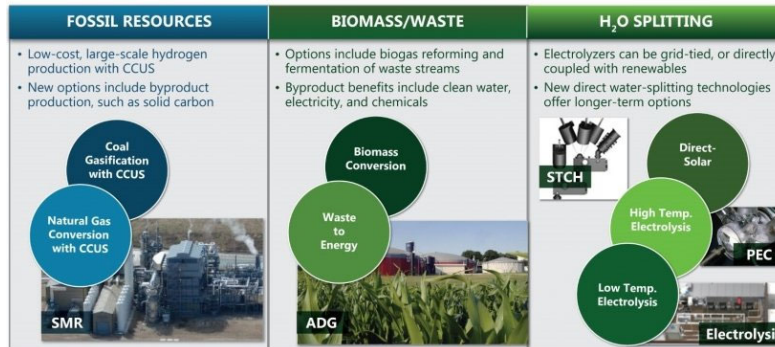 FOSSIL RESOURCES
• Low-cost, large-scale hydrogen
production with CCUS
• New options include byproduct
production, such as solid carbon
Coal
Gasification
with CCUS
Natural Gas
Conversion
with CCUS
SMR
BIOMASS/WASTE
• Options include biogas reforming and
fermentation of waste streams
• Byproduct benefits include clean water,
electricity, and chemicals
Biomass
Conversion
Waste
to
Energy
ADG
H₂O SPLITTING
• Electrolyzers can be grid-tied, or directly
coupled with renewables
• New direct water-splitting technologies
offer longer-term options
STCH
Direct-
Solar
High Temp.
Electrolysis
PEC
Low Temp.
Electrolysis
Electrolysi